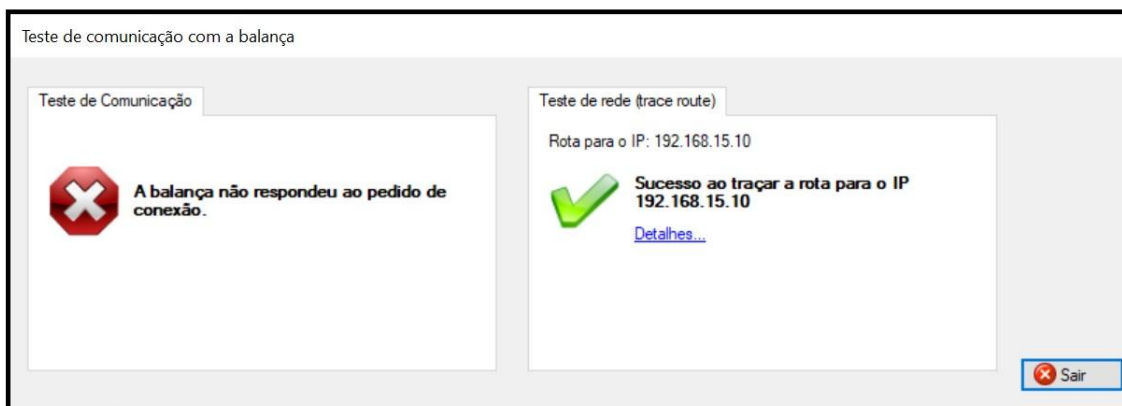 Teste de comunicação com a balança
Teste de Comunicação
A balança não respondeu ao pedido de
conexão.
Teste de rede (trace route)
Rota para o IP: 192.168.15.10
Sucesso ao traçar a rota para o IP
192.168.15.10
Detalhes...
Sair